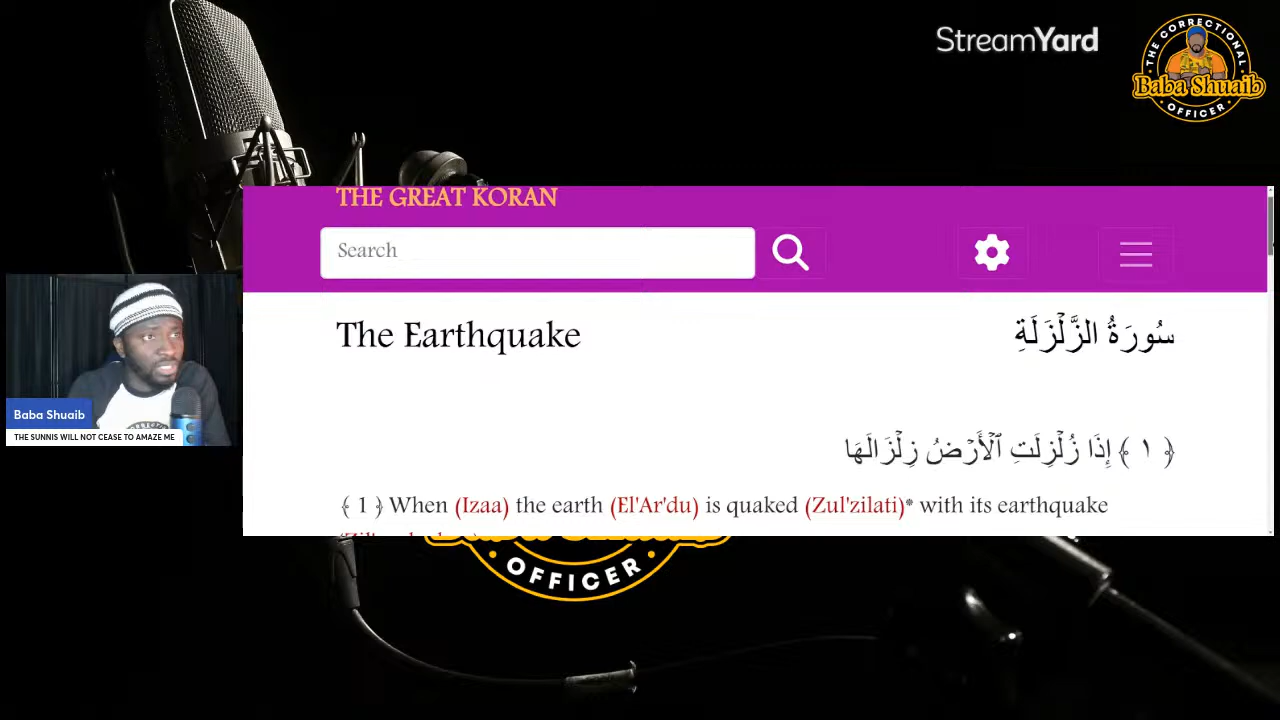 StreamYard
THE CORRECTIONAL
Baba Shuaib
OFFICER
THE GREAT KORAN
Search
The Earthquake
سُورَةُ الزَّلْزَلَةِ
﴿ ١ ﴾ إِذَا زُلْزِلَتِ ٱلْأَرْضُ زِلْزَالَهَا
﴾ 1 ﴿ When (Izaa) the earth (El'Ar'du) is quaked (Zul'zilati)* with its earthquake
Baba Shuaib
THE SUNNIS WILL NOT CEASE TO AMAZE ME
OFFICER